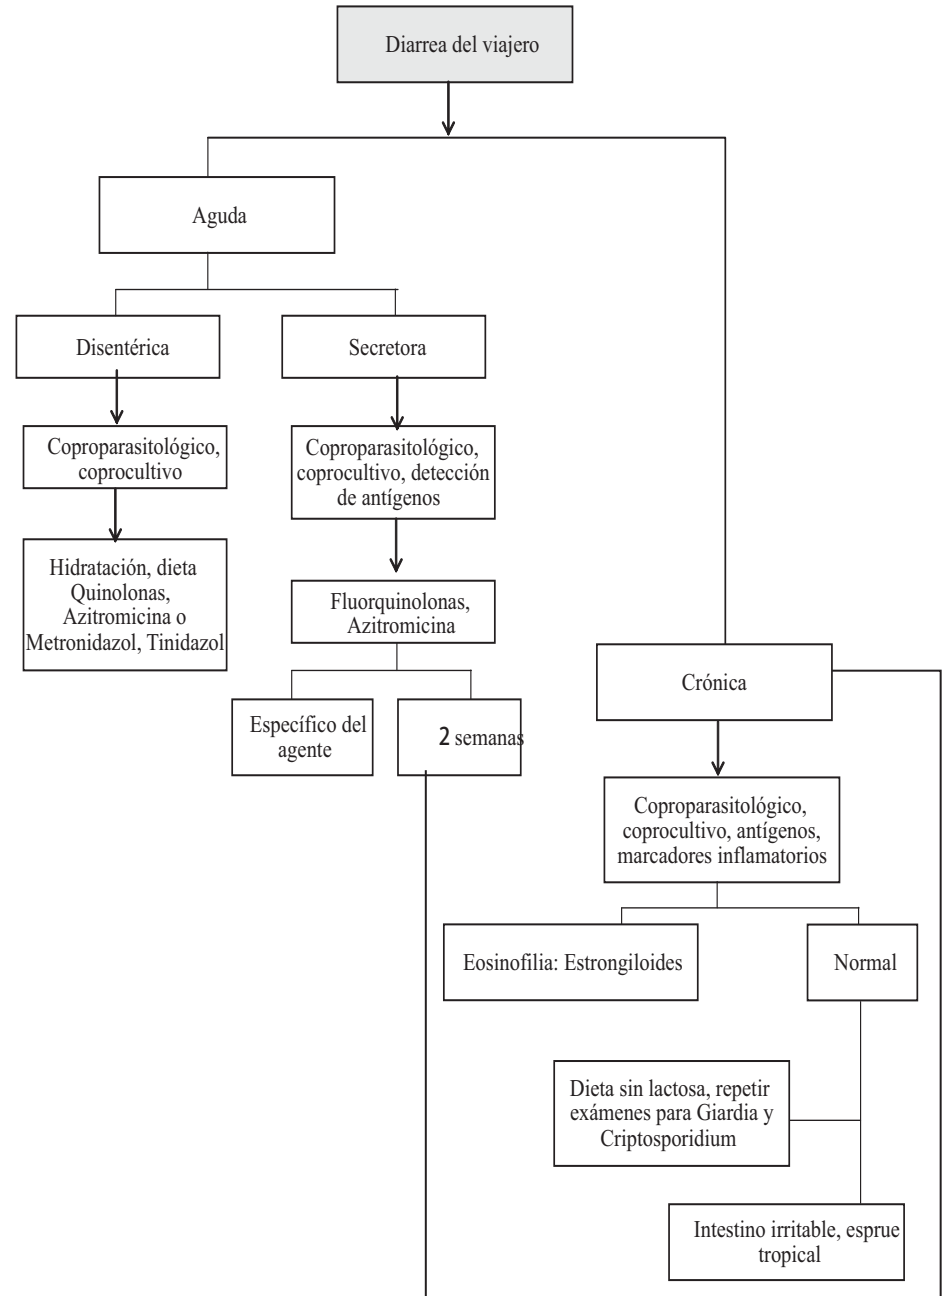 Diarrea del viajero
Aguda
Disentérica
Secretora
Coproparasitológico,
coprocultivo
Coproparasitológico,
coprocultivo, detección
de antígenos
Hidratación, dieta
Quinolonas,
Azitromicina o
Metronidazol, Tinidazol
Fluorquinolonas,
Azitromicina
Específico del
agente
2 semanas
Crónica
Coproparasitológico,
coprocultivo, antígenos,
marcadores inflamatorios
Eosinofilia: Estrongiloides
Normal
Dieta sin lactosa, repetir
exámenes para Giardia y
Criptosporidium
Intestino irritable, esprue
tropical